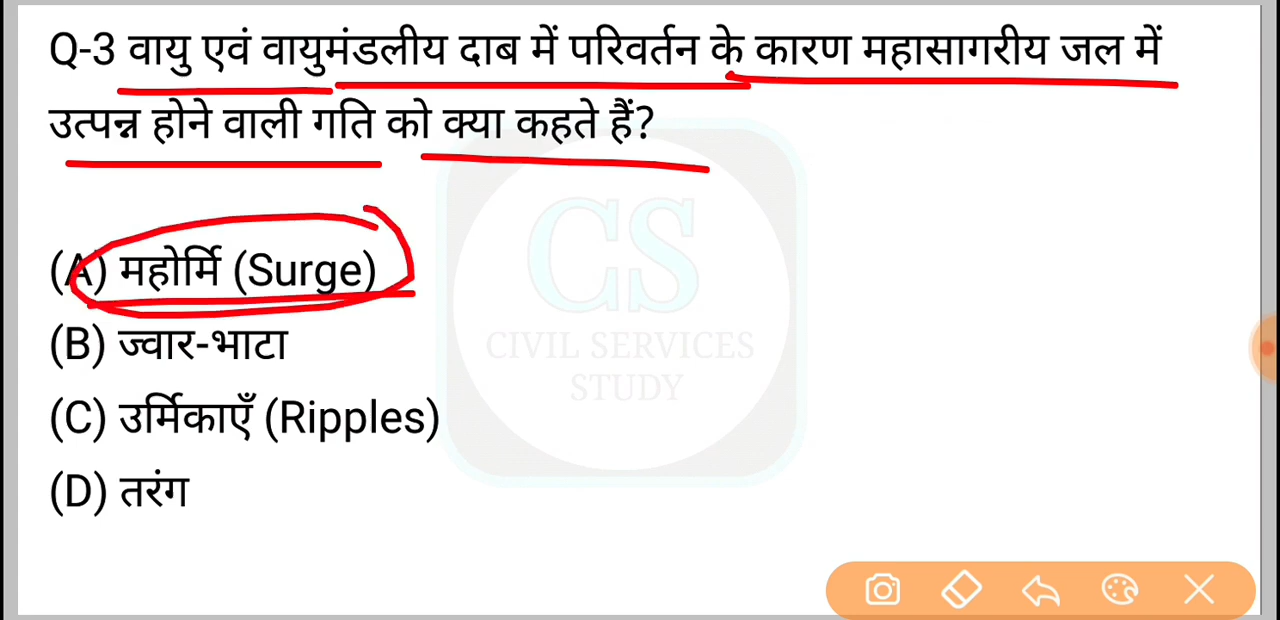 Q-3 वायु एवं वायुमंडलीय दाब में परिवर्तन के कारण महासागरीय जल में
उत्पन्न होने वाली गति को क्या कहते हैं?
(A) महोर्मि (Surge)
(B) ज्वार-भाटा
(C) उर्मिकाएँ (Ripples)
(D) तरंग
CS
CIVIL SERVICES
STUDY